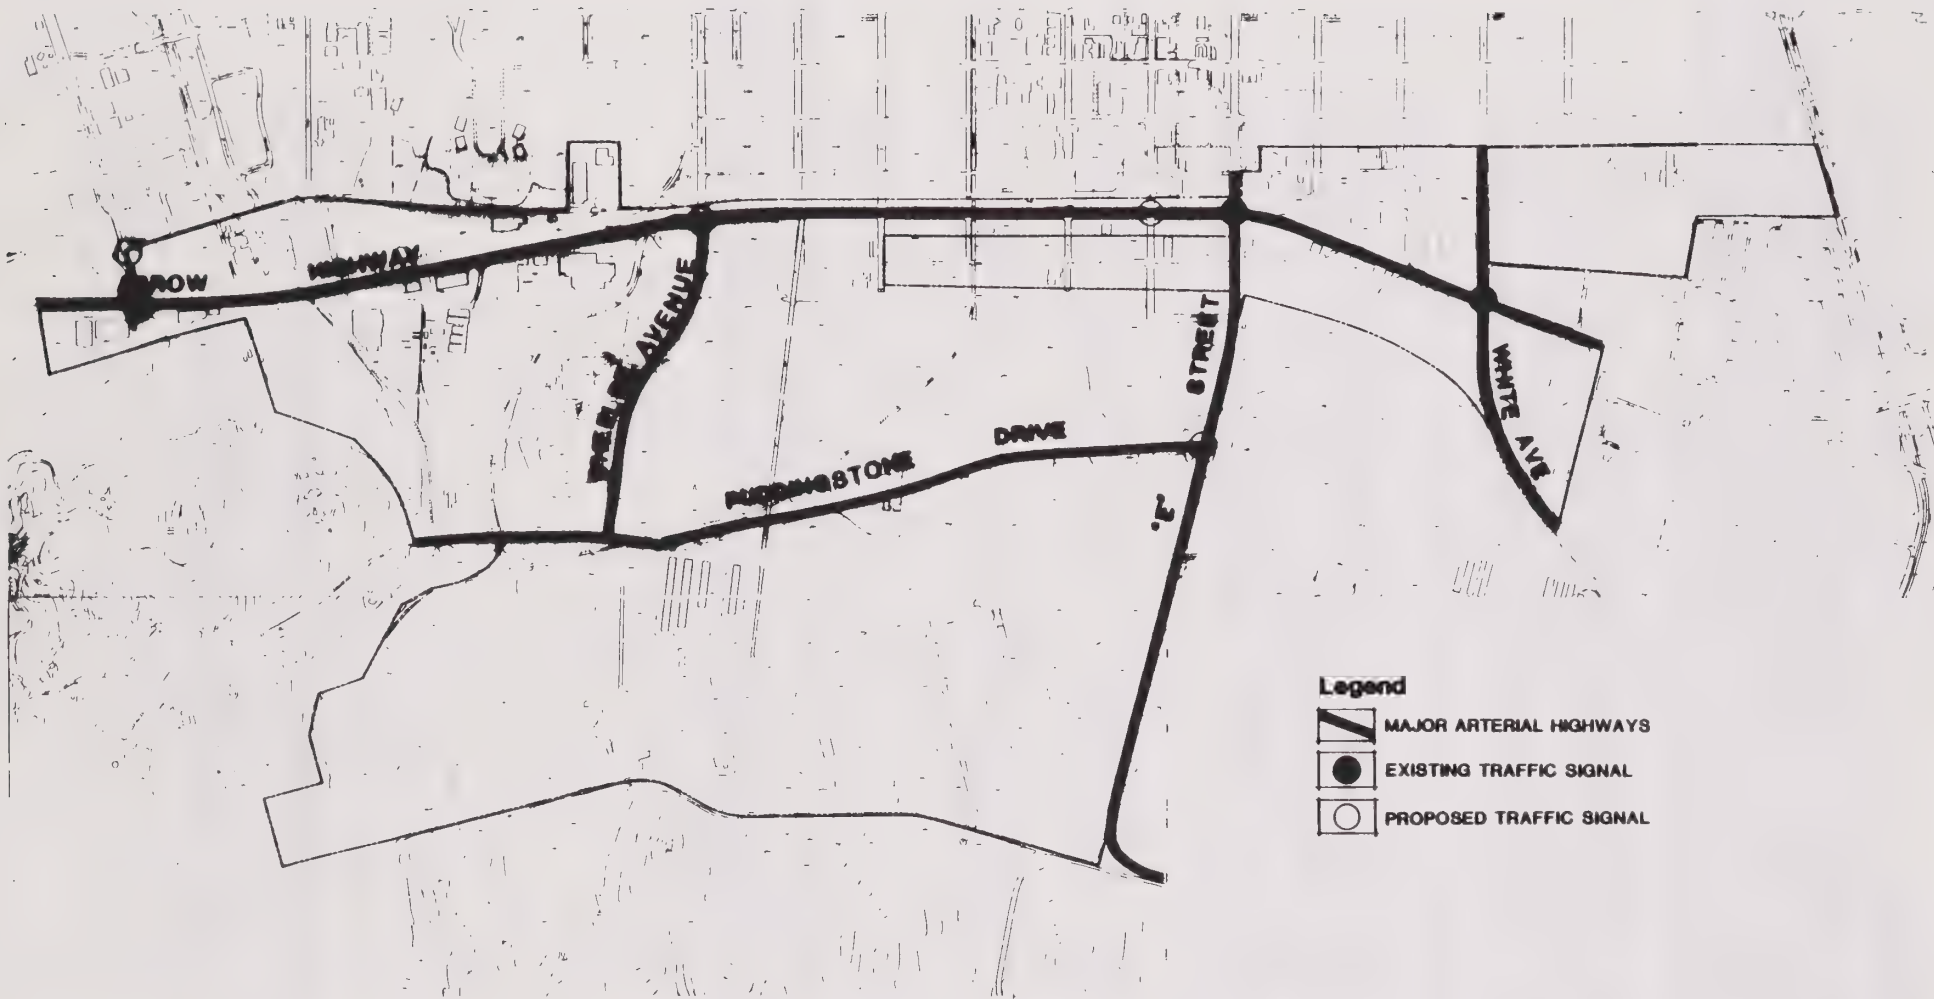 HIGHWAY
ROW
AVENUE
STREET
WHITE AVE
PUDDINGSTONE DRIVE
"E"
Legend
MAJOR ARTERIAL HIGHWAYS
EXISTING TRAFFIC SIGNAL
PROPOSED TRAFFIC SIGNAL